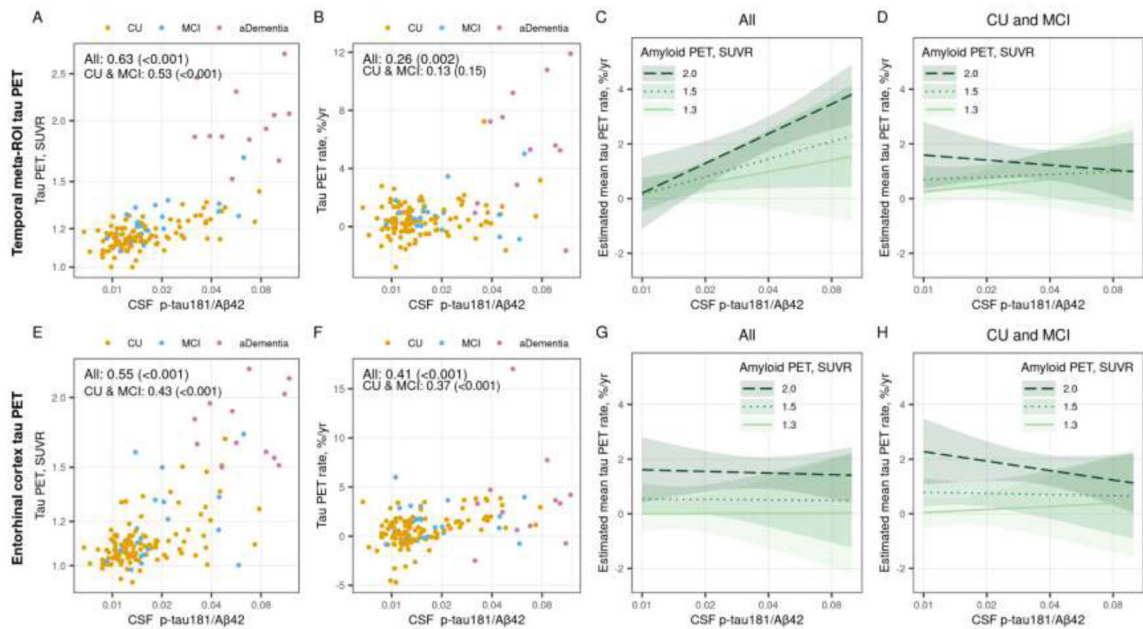 A
CU MCI aDementia
All: 0.63 (<0.001)
CU & MCI: 0.53 (<0.001)
Temporal meta-ROI tau PET
Tau PET, SUVR
2.5
2.0
1.5
1.2
1.0
0.01 0.02 0.04 0.08
CSF p-tau181/Aβ42
B
CU MCI aDementia
All: 0.26 (0.002)
CU & MCI: 0.13 (0.15)
Tau PET rate, %/yr
12
8
4
0
0.01 0.02 0.04 0.08
CSF p-tau181/Aβ42
C
All
Amyloid PET, SUVR
2.0
1.5
1.3
Estimated mean tau PET rate, %/yr
4
2
0
-2
0.01 0.02 0.04 0.08
CSF p-tau181/Aβ42
D
CU and MCI
Amyloid PET, SUVR
2.0
1.5
1.3
Estimated mean tau PET rate, %/yr
4
2
0
-2
0.01 0.02 0.04 0.08
CSF p-tau181/Aβ42
E
CU MCI aDementia
All: 0.55 (<0.001)
CU & MCI: 0.43 (<0.001)
Entorhinal cortex tau PET
Tau PET, SUVR
2.0
1.5
1.2
1.0
0.01 0.02 0.04 0.08
CSF p-tau181/Aβ42
F
CU MCI aDementia
All: 0.41 (<0.001)
CU & MCI: 0.37 (<0.001)
Tau PET rate, %/yr
15
10
5
0
-5
0.01 0.02 0.04 0.08
CSF p-tau181/Aβ42
G
All
Amyloid PET, SUVR
2.0
1.5
1.3
Estimated mean tau PET rate, %/yr
4
2
0
-2
0.01 0.02 0.04 0.08
CSF p-tau181/Aβ42
H
CU and MCI
Amyloid PET, SUVR
2.0
1.5
1.3
Estimated mean tau PET rate, %/yr
4
2
0
-2
0.01 0.02 0.04 0.08
CSF p-tau181/Aβ42